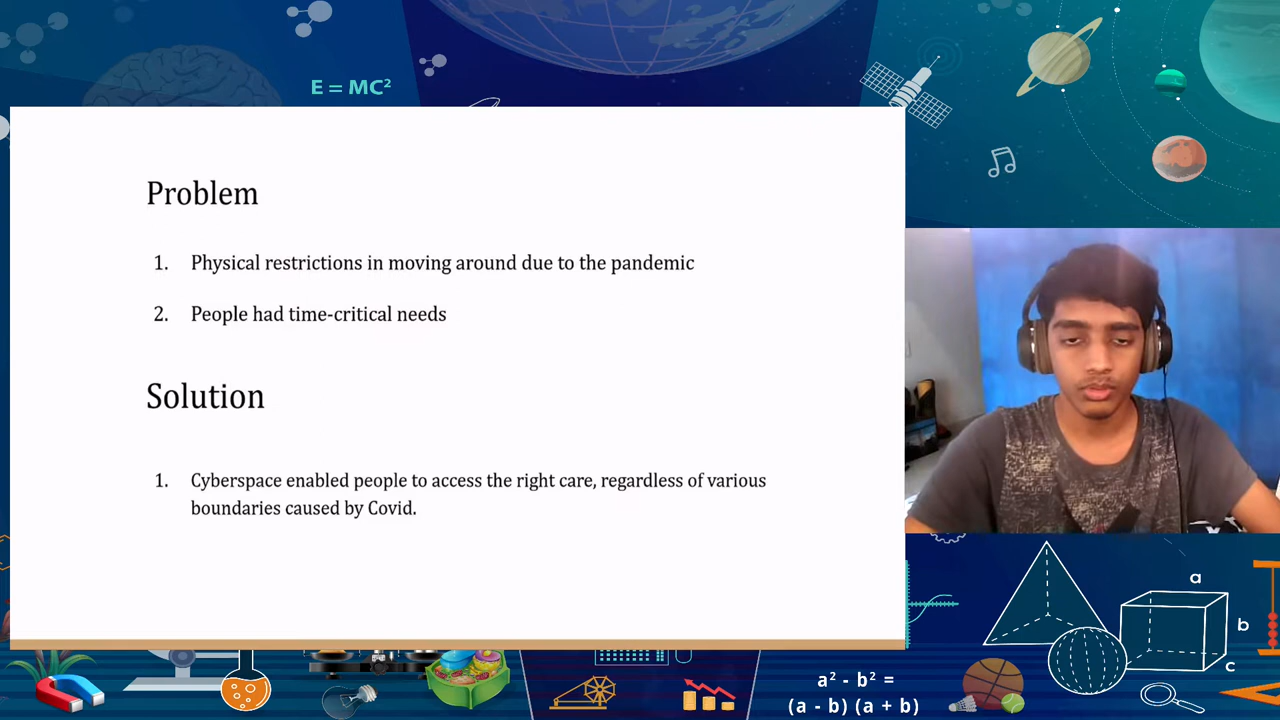 E = MC²
Problem
1. Physical restrictions in moving around due to the pandemic
2. People had time-critical needs
Solution
1. Cyberspace enabled people to access the right care, regardless of various
boundaries caused by Covid.
a
b
c
a² - b² =
(a - b) (a + b)